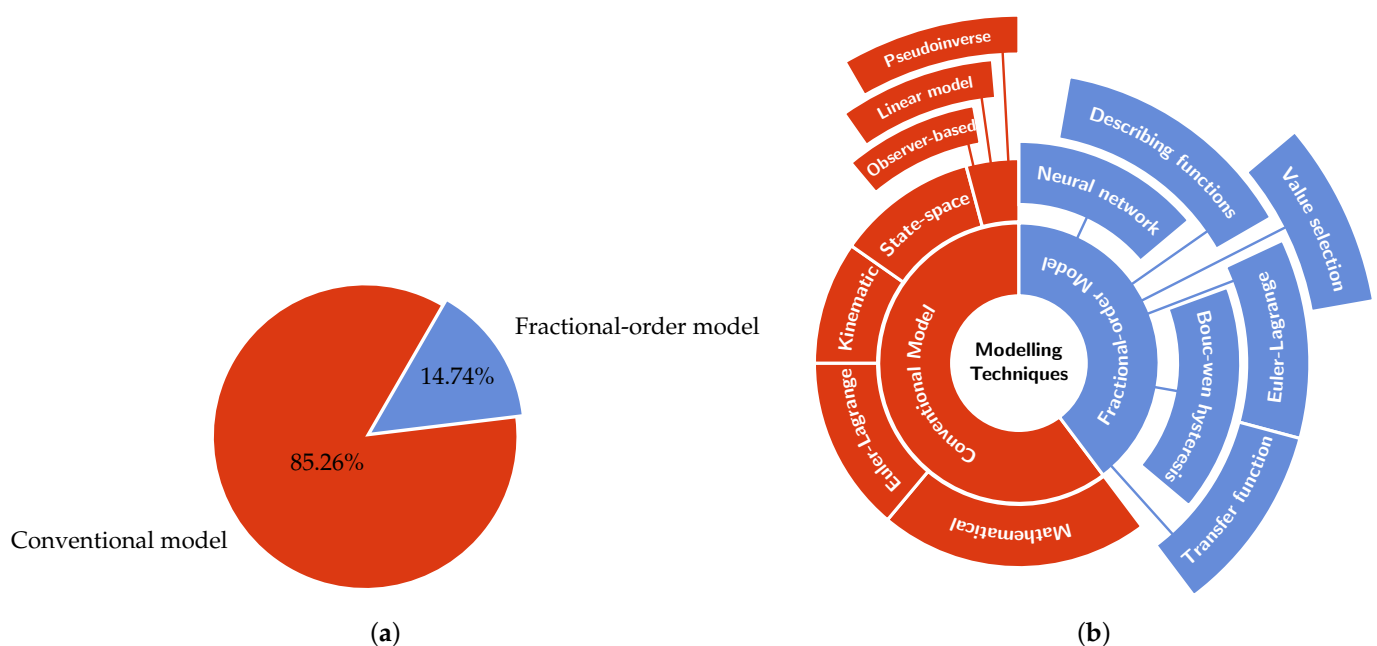 Fractional-order model
14.74%
85.26%
Conventional model
(a)
Pseudoinverse
Linear model
Observer-based
State-space
Kinematic
Euler-Lagrange
Mathematical
Conventional Model
Modelling
Techniques
Fractional-order Model
Neural network
Describing functions
Value selection
Euler-Lagrange
Bouc-wen hysteresis
Transfer function
(b)